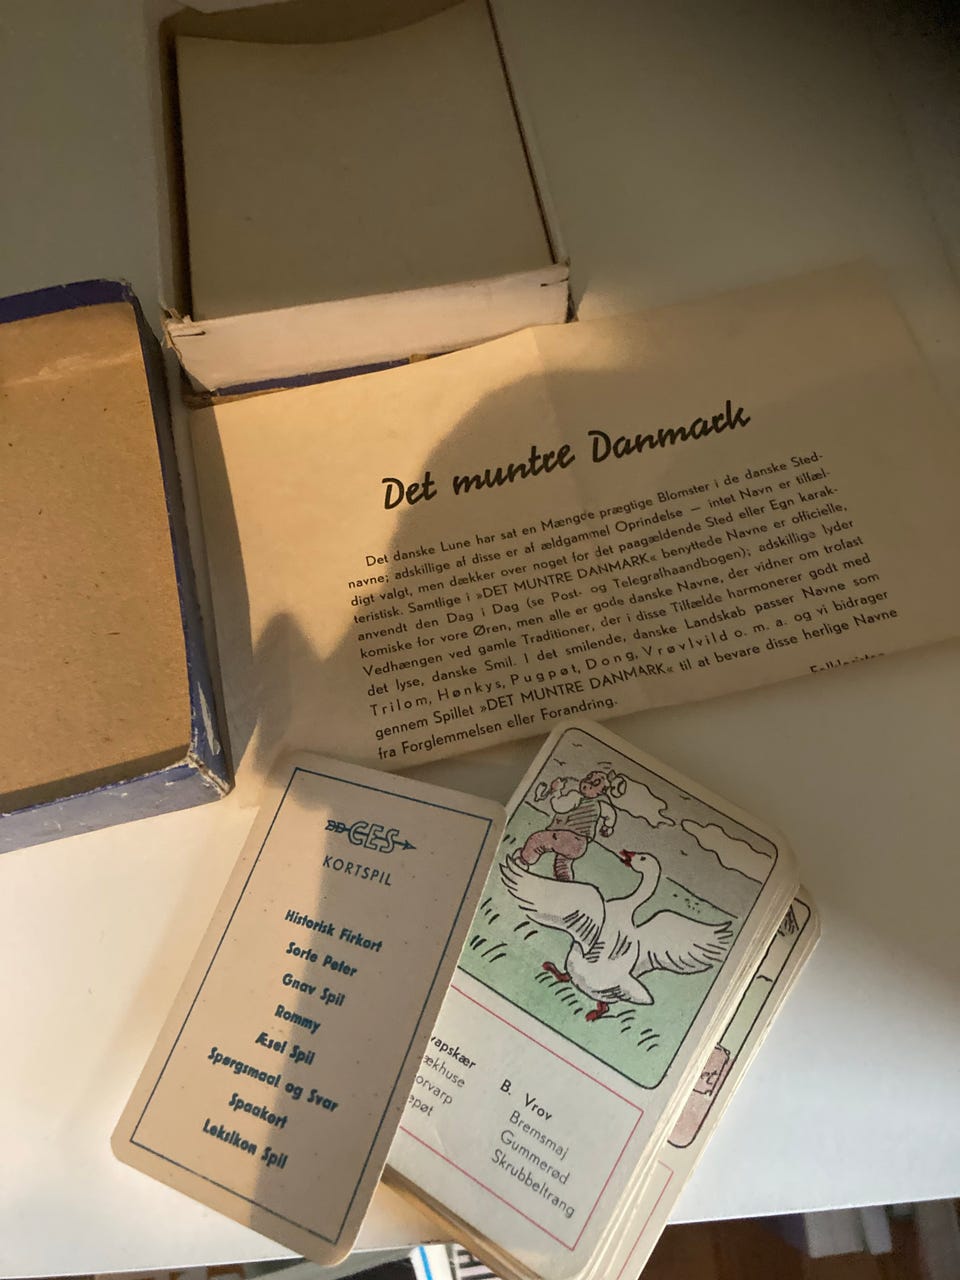 Det muntre Danmark
Det danske Lune har sat en Mængde prægtige Blomster i de danske Sted-
navne; adskillige af disse er af ældgammel Oprindelse — intet Navn er tilfæl-
digt valgt, men dækker over noget for det paagældende Sted eller Egn karak-
teristisk. Samtlige i »DET MUNTRE DANMARK« benyttede Navne er officielle,
anvendt den Dag i Dag (se Post- og Telegrafhaandbogen); adskillige lyder
komiske for vore Øren, men alle er gode danske Navne, der vidner om trofast
Vedhængen ved gamle Traditioner, der i disse Tilfælde harmonerer godt med
det lyse, danske Smil. I det smilende, danske Landskab passer Navne som
Trilom, Hønkys, Pugpøt, Dong, Vrøvlvild o. m. a. og vi bidrager
gennem Spillet »DET MUNTRE DANMARK« til at bevare disse herlige Navne
fra Forglemmelsen eller Forandring.
CES
KORTSPIL
Historisk Firkort
Sorte Peter
Gnav Spil
Rommy
Æsel Spil
Spørgsmaal og Svar
Spaakort
Leksikon Spil
vapskær
ækhuse
orvarp
epøt
B. Vrov
Bremsmaj
Gummerød
Skrubbeltrang
et